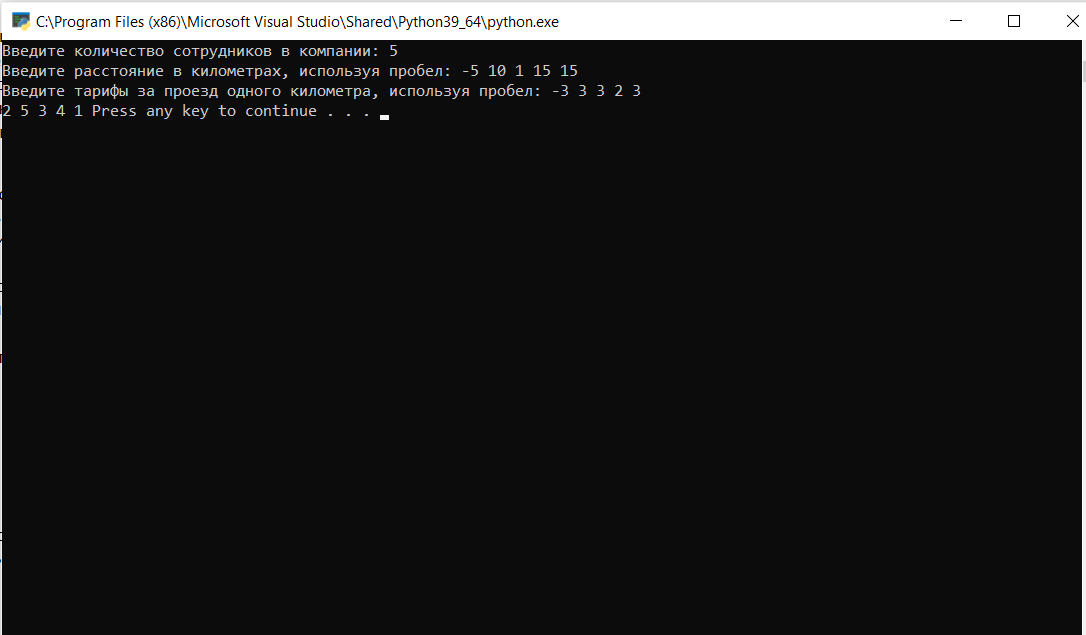 C:\Program Files (x86)\Microsoft Visual Studio\Shared\Python39_64\python.exe
Введите количество сотрудников в компании: 5
Введите расстояние в километрах, используя пробел: -5 10 1 15 15
Введите тарифы за проезд одного километра, используя пробел: -3 3 3 2 3
2 5 3 4 1 Press any key to continue . . .